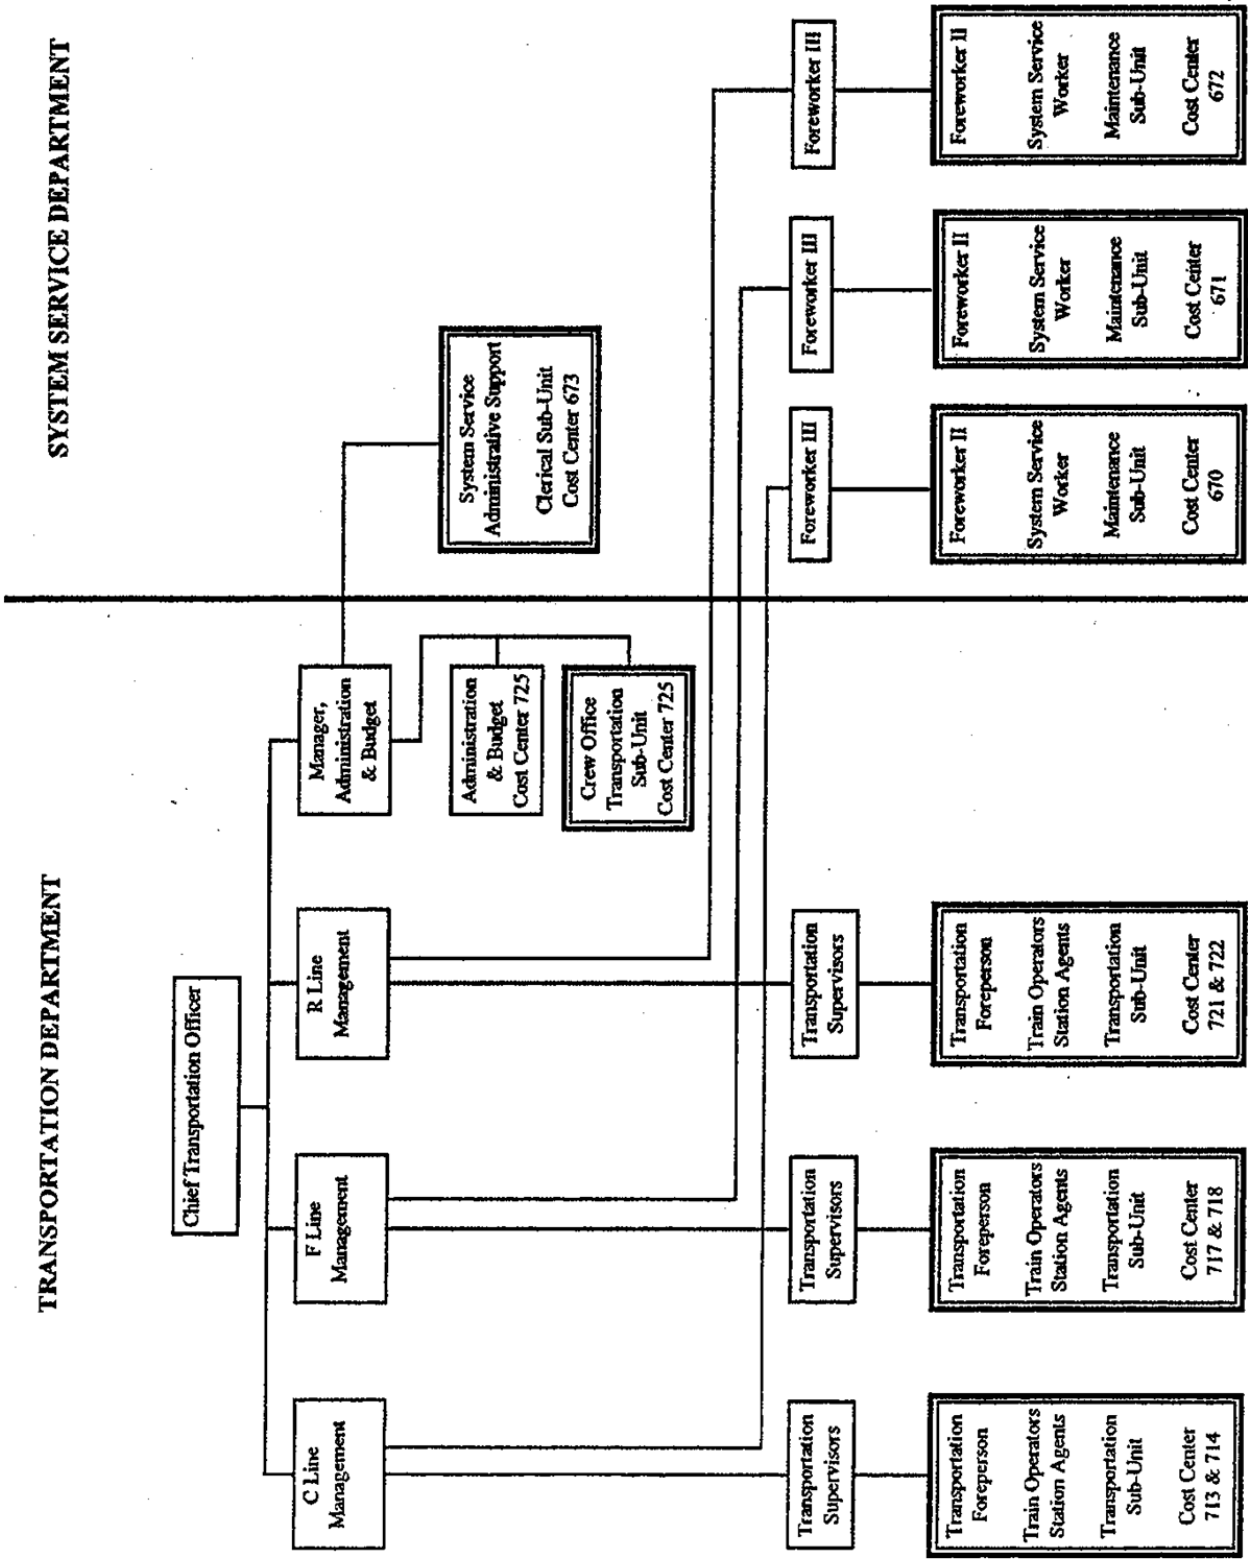 TRANSPORTATION DEPARTMENT
SYSTEM SERVICE DEPARTMENT
Chief Transportation Officer
C Line
Management
F Line
Management
R Line
Management
Manager,
Administration
& Budget
System Service
Administrative Support
Clerical Sub-Unit
Cost Center 673
Administration
& Budget
Cost Center 725
Crew Office
Transportation
Sub-Unit
Cost Center 725
Transportation
Supervisors
Transportation
Supervisors
Transportation
Supervisors
Foreworker III
Foreworker III
Foreworker III
Transportation
Foreperson
Train Operators
Station Agents
Transportation
Sub-Unit
Cost Center
713 & 714
Transportation
Foreperson
Train Operators
Station Agents
Transportation
Sub-Unit
Cost Center
717 & 718
Transportation
Foreperson
Train Operators
Station Agents
Transportation
Sub-Unit
Cost Center
721 & 722
Foreworker II
System Service
Worker
Maintenance
Sub-Unit
Cost Center
670
Foreworker II
System Service
Worker
Maintenance
Sub-Unit
Cost Center
671
Foreworker II
System Service
Worker
Maintenance
Sub-Unit
Cost Center
672